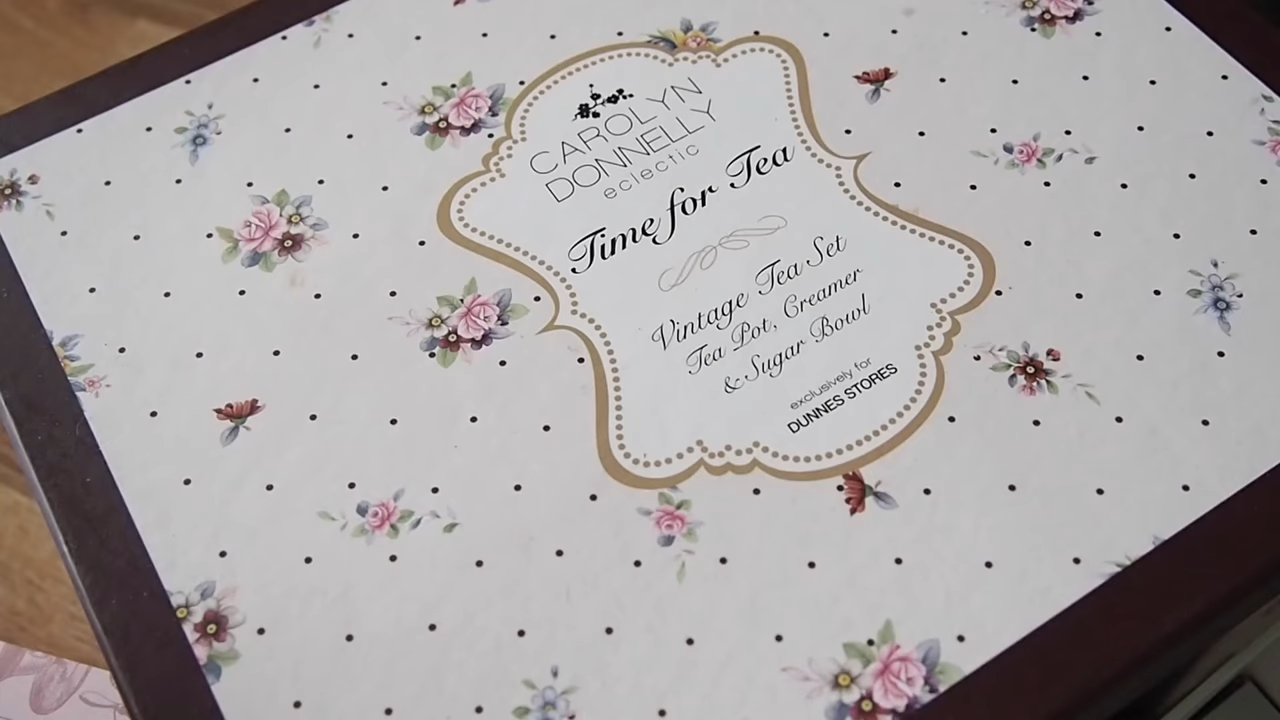 CAROLYN
DONNELLY
eclectic
Time for Tea
Vintage Tea Set
Tea Pot, Creamer
& Sugar Bowl
exclusively for
DUNNES STORES